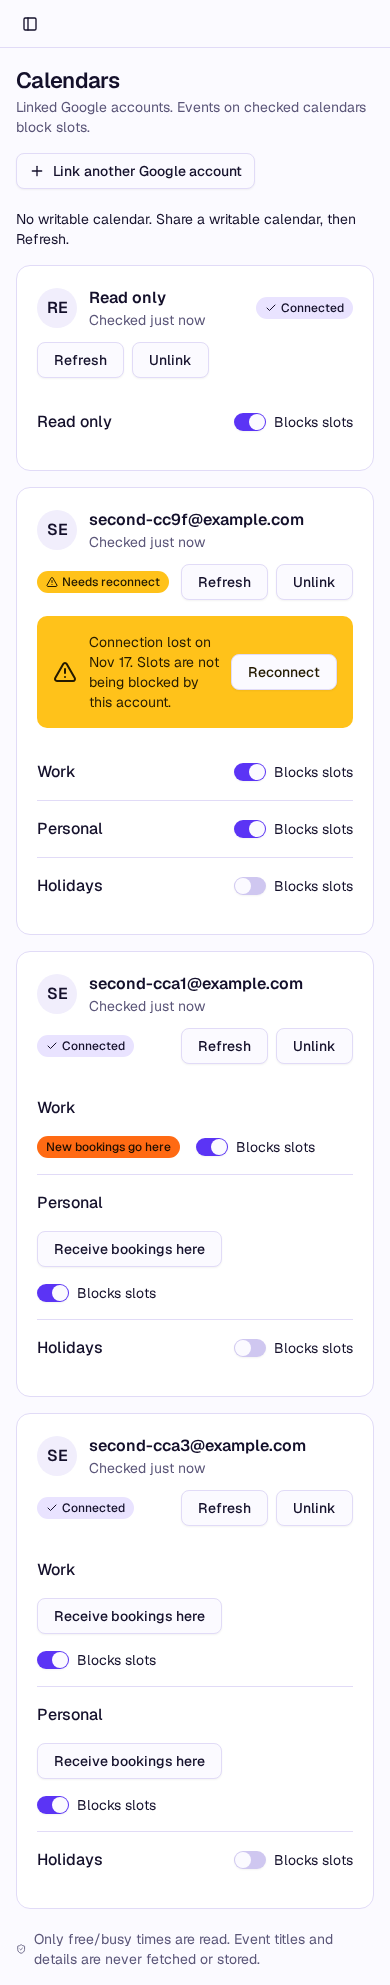 Calendars
Linked Google accounts. Events on checked calendars
block slots.
Link another Google account
No writable calendar. Share a writable calendar, then
Refresh.
RE
Read only
Checked just now
Connected
Refresh
Unlink
Read only
Blocks slots
SE
second-cc9f@example.com
Checked just now
Needs reconnect
Refresh
Unlink
Connection lost on
Nov 17. Slots are not
being blocked by
this account.
Reconnect
Work
Blocks slots
Personal
Blocks slots
Holidays
Blocks slots
SE
second-cca1@example.com
Checked just now
Connected
Refresh
Unlink
Work
New bookings go here
Blocks slots
Personal
Receive bookings here
Blocks slots
Holidays
Blocks slots
SE
second-cca3@example.com
Checked just now
Connected
Refresh
Unlink
Work
Receive bookings here
Blocks slots
Personal
Receive bookings here
Blocks slots
Holidays
Blocks slots
Only free/busy times are read. Event titles and
details are never fetched or stored.